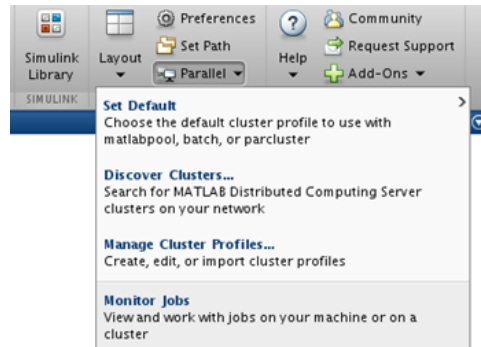 Preferences
Community
Simulink
Library
Layout
Set Path
Help
Request Support
Parallel
Add-Ons
SIMULINK
Set Default
Choose the default cluster profile to use with
matlabpool, batch, or parcluster
Discover Clusters...
Search for MATLAB Distributed Computing Server
clusters on your network
Manage Cluster Profiles...
Create, edit, or import cluster profiles
Monitor Jobs
View and work with jobs on your machine or on a
cluster